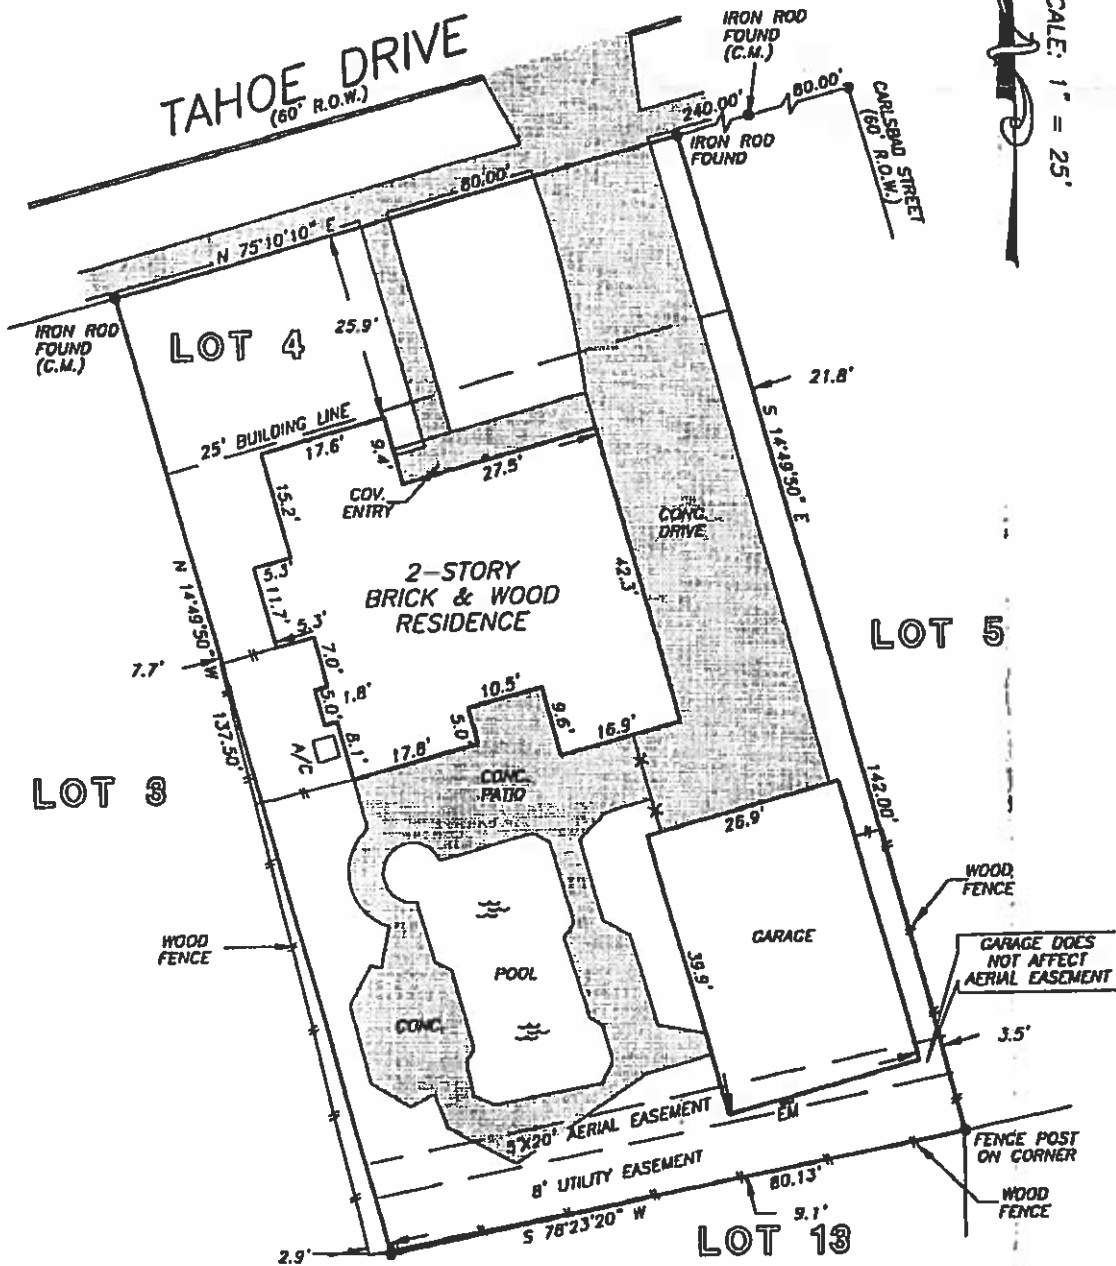 SCALE: 1" = 25'
TAHOE DRIVE
(60' R.O.W.)
IRON ROD
FOUND
(C.M.)
240.00'
80.00'
IRON ROD
FOUND
CARLSBAD STREET
(60' R.O.W.)
80.00'
N 75°10'10" E
IRON ROD
FOUND
(C.M.)
LOT 4
25.9'
21.8'
25' BUILDING LINE
17.6'
9.4'
27.5'
COV.
ENTRY
15.2'
S 14°49'50" E
CONC.
DRIVE
2-STORY
BRICK & WOOD
RESIDENCE
42.3'
5.3'
11.7'
5.3'
N 14°49'50" W
137.50'
7.7'
7.0'
1.8'
5.0'
8.1'
A/C
LOT 5
10.5'
5.0'
9.6'
16.9'
17.8'
LOT 3
CONC.
PATIO
142.00'
26.9'
WOOD
FENCE
WOOD
FENCE
GARAGE
39.9'
POOL
CONC.
GARAGE DOES
NOT AFFECT
AERIAL EASEMENT
3.5'
5'X20' AERIAL EASEMENT
EM
8' UTILITY EASEMENT
FENCE POST
ON CORNER
80.13'
WOOD
FENCE
9.1'
S 76°23'20" W
LOT 13
2.9'